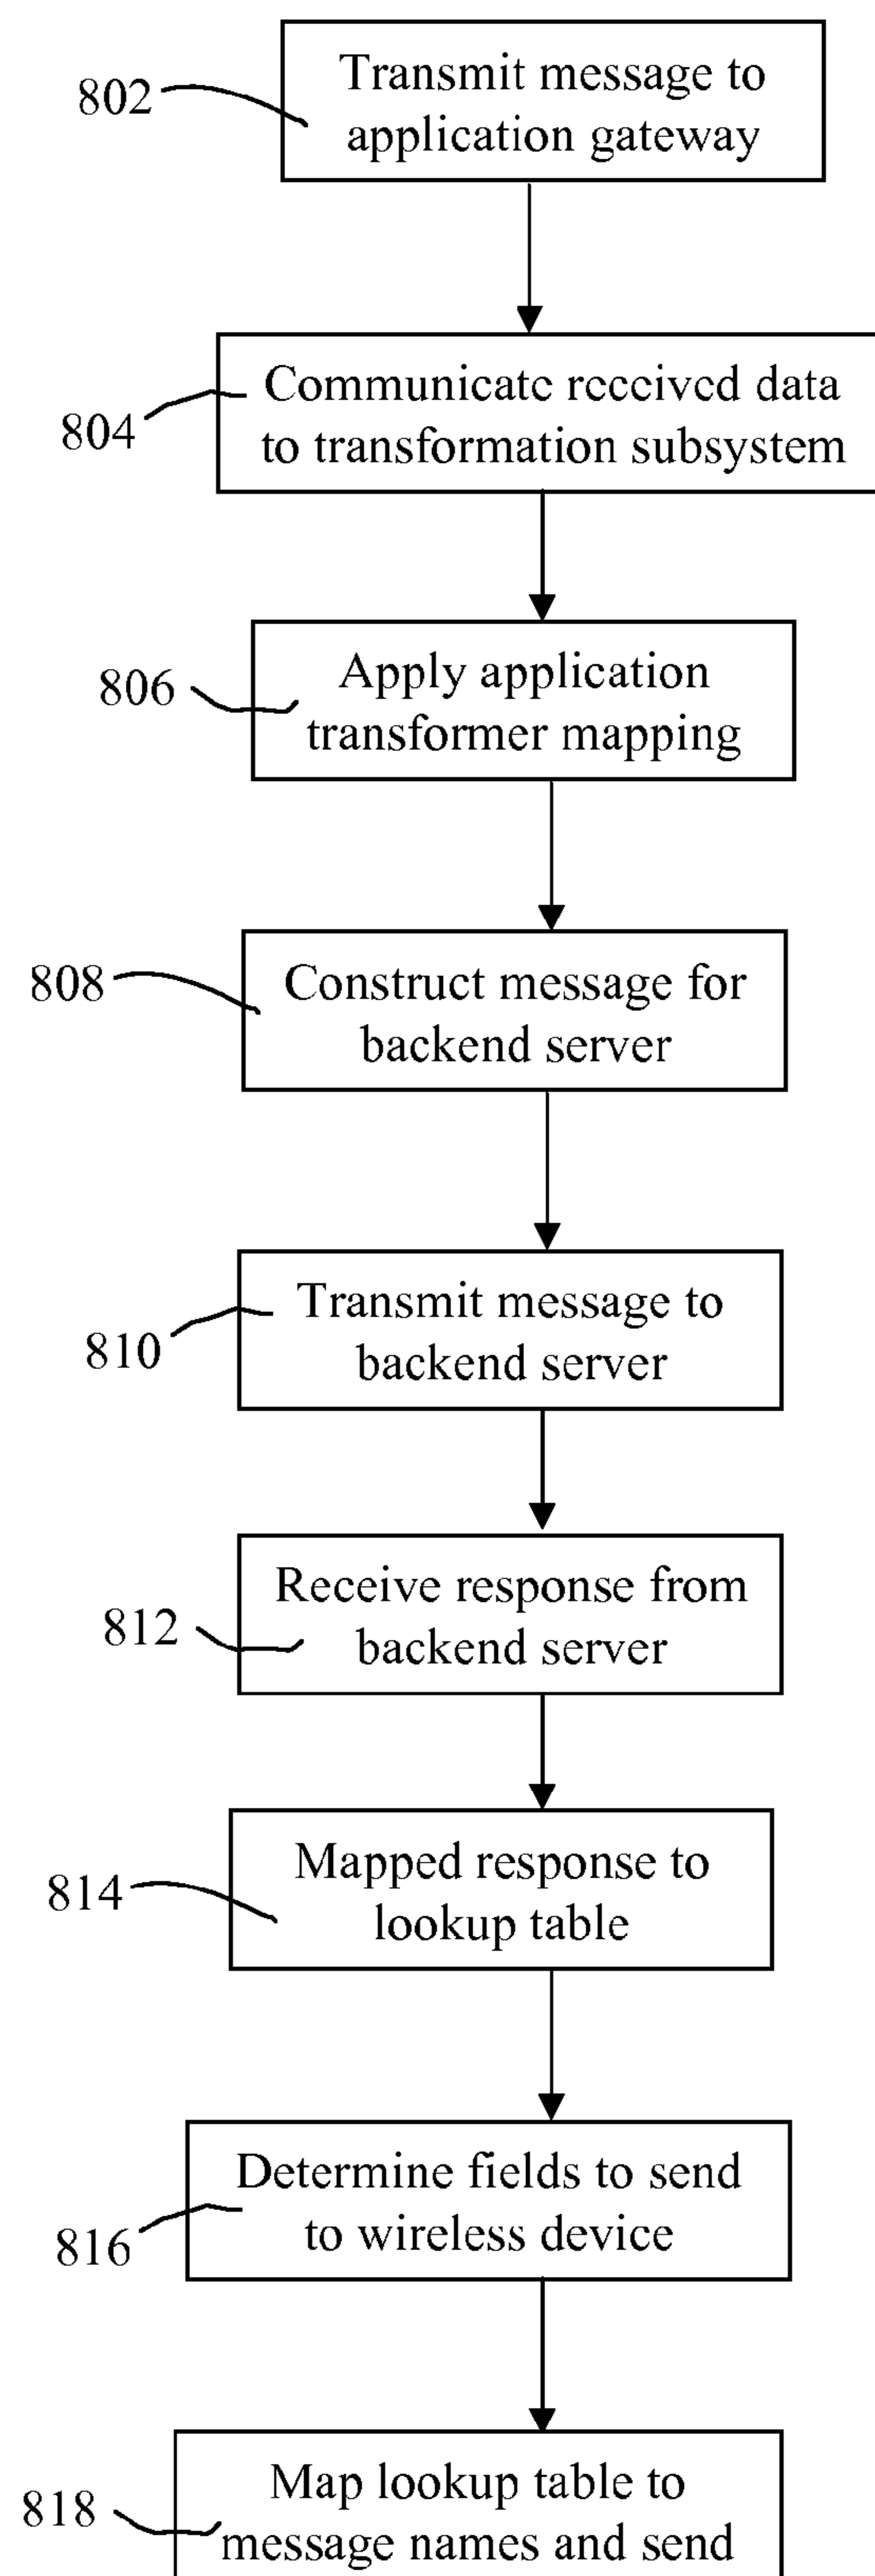 802
Transmit message to
application gateway
804
Communicate received data
to transformation subsystem
806
Apply application
transformer mapping
808
Construct message for
backend server
810
Transmit message to
backend server
812
Receive response from
backend server
814
Mapped response to
lookup table
816
Determine fields to send
to wireless device
818
Map lookup table to
message names and send